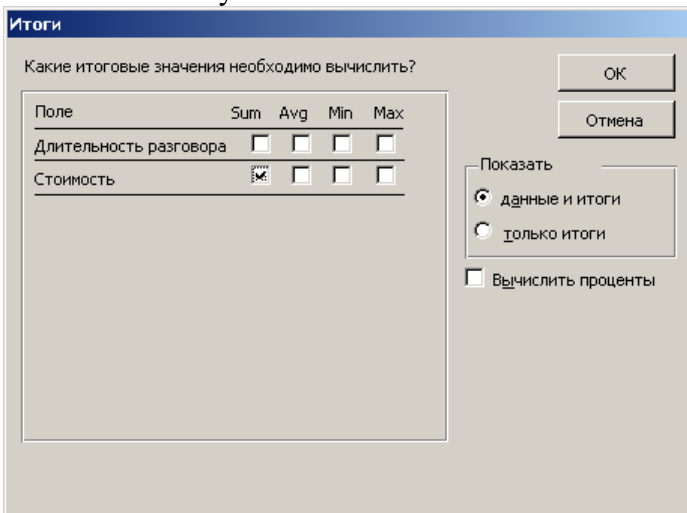 Итоги
Какие итоговые значения необходимо вычислить?
ОК
Отмена
Поле Sum Avg Min Max
Длительность разговора
Стоимость
Показать
данные и итоги
только итоги
Вычислить проценты